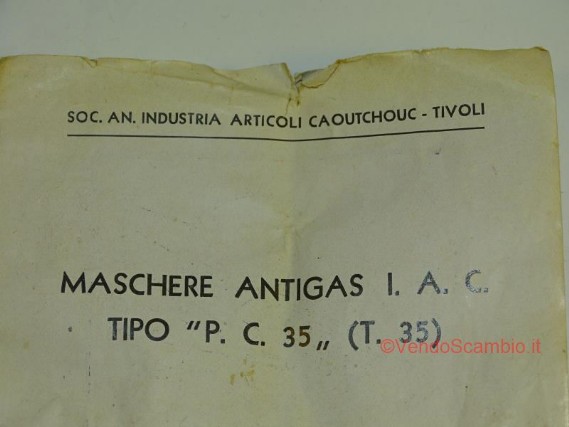 SOC. AN. INDUSTRIA ARTICOLI CAOUTCHOUC - TIVOLI
MASCHERE ANTIGAS I. A. C.
TIPO "P. C. 35„ (T. 35)
©VendoScambio.it